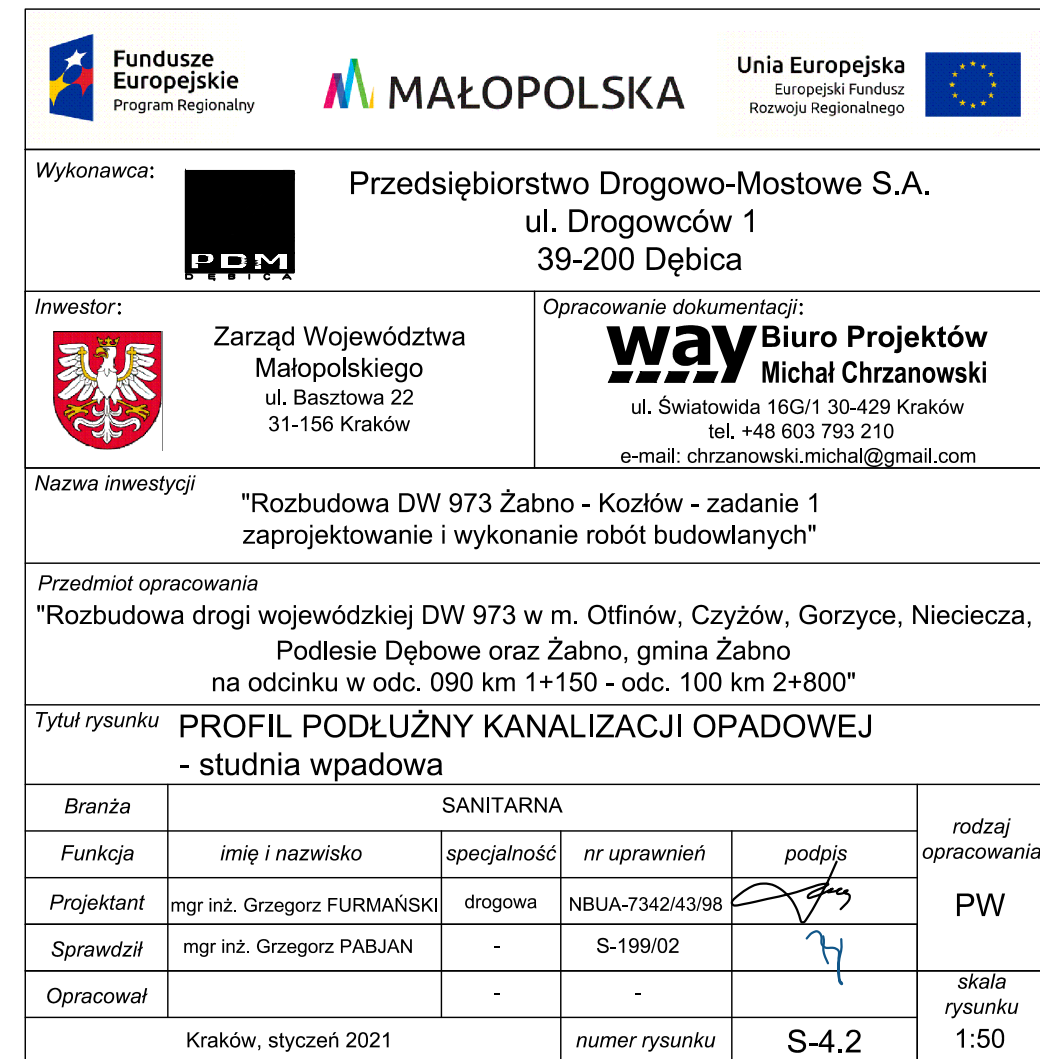 Fundusze
Europejskie
Program Regionalny
MAŁOPOLSKA
Unia Europejska
Europejski Fundusz
Rozwoju Regionalnego
Wykonawca:
PDM
DĘBICA
Przedsiębiorstwo Drogowo-Mostowe S.A.
ul. Drogowców 1
39-200 Dębica
Inwestor:
Zarząd Województwa
Małopolskiego
ul. Basztowa 22
31-156 Kraków
Opracowanie dokumentacji:
way Biuro Projektów
Michał Chrzanowski
ul. Światowida 16G/1 30-429 Kraków
tel. +48 603 793 210
e-mail: chrzanowski.michal@gmail.com
Nazwa inwestycji
"Rozbudowa DW 973 Żabno - Kozłów - zadanie 1
zaprojektowanie i wykonanie robót budowlanych"
Przedmiot opracowania
"Rozbudowa drogi wojewódzkiej DW 973 w m. Otfinów, Czyżów, Gorzyce, Nieciecza,
Podlesie Dębowe oraz Żabno, gmina Żabno
na odcinku w odc. 090 km 1+150 - odc. 100 km 2+800"
Tytuł rysunku PROFIL PODŁUŻNY KANALIZACJI OPADOWEJ
- studnia wpadowa
Branża SANITARNA
rodzaj
opracowania
PW
Funkcja imię i nazwisko specjalność nr uprawnień podpis
Projektant mgr inż. Grzegorz FURMAŃSKI drogowa NBUA-7342/43/98
Sprawdził mgr inż. Grzegorz PABJAN - S-199/02
Opracował - -
skala
rysunku
1:50
Kraków, styczeń 2021 numer rysunku S-4.2